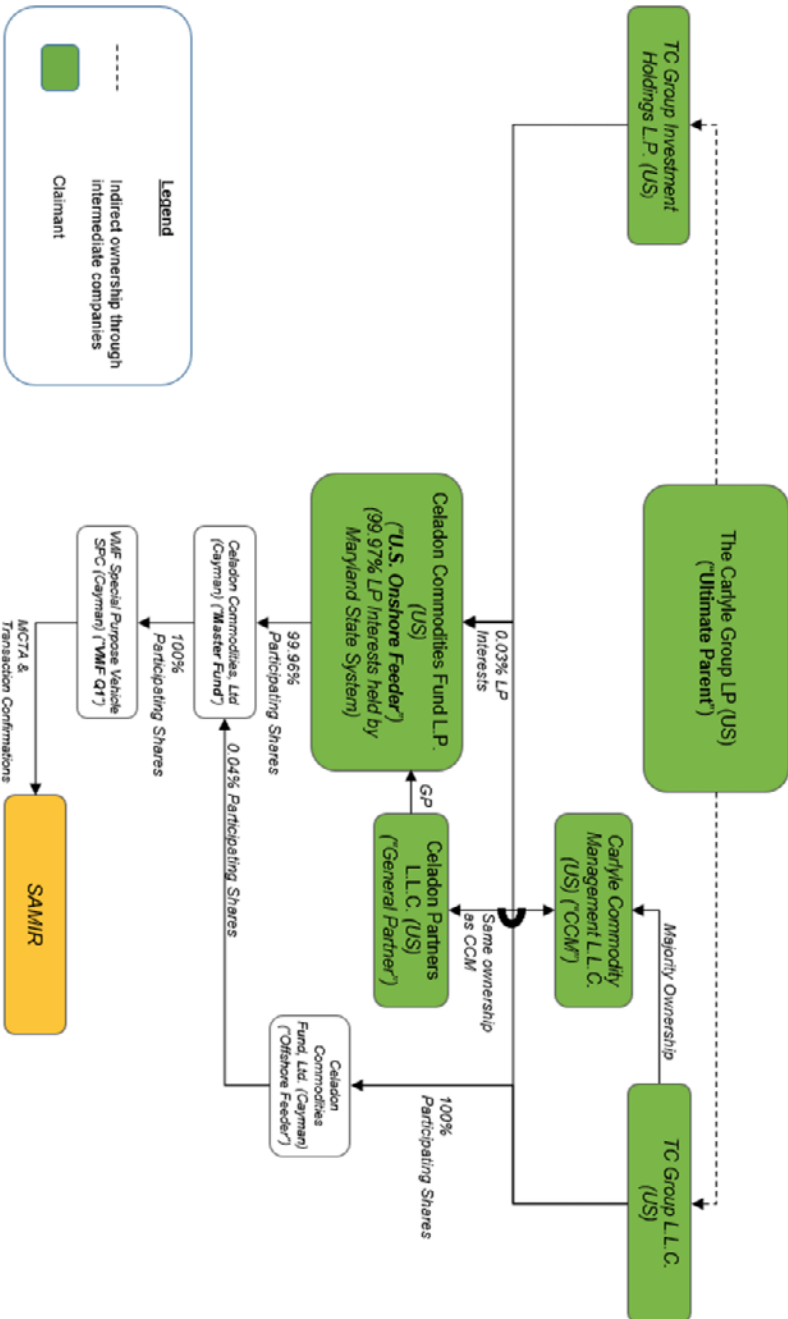 The Carlyle Group LP (US)
("Ultimate Parent")
TC Group Investment
Holdings L.P. (US)
TC Group L.L.C.
(US)
Majority Ownership
Carlyle Commodity
Management L.L.C.
(US) ("CCM")
0.03% LP
Interests
Same ownership
as CCM
100%
Participating Shares
Celadon Commodities Fund L.P.
(US)
("U.S. Onshore Feeder")
(99.97% LP Interests held by
Maryland State System)
GP
Celadon Partners
L.L.C. (US)
("General Partner")
Celadon
Commodities
Fund, Ltd. (Cayman)
("Offshore Feeder")
99.96%
Participating Shares
0.04% Participating Shares
Celadon Commodities, Ltd
(Cayman) ("Master Fund")
100%
Participating Shares
VMF Special Purpose Vehicle
SPC (Cayman) ("VMF Q1")
MCTA &
Transaction Confirmations
SAMIR
Legend
Indirect ownership through
intermediate companies
Claimant